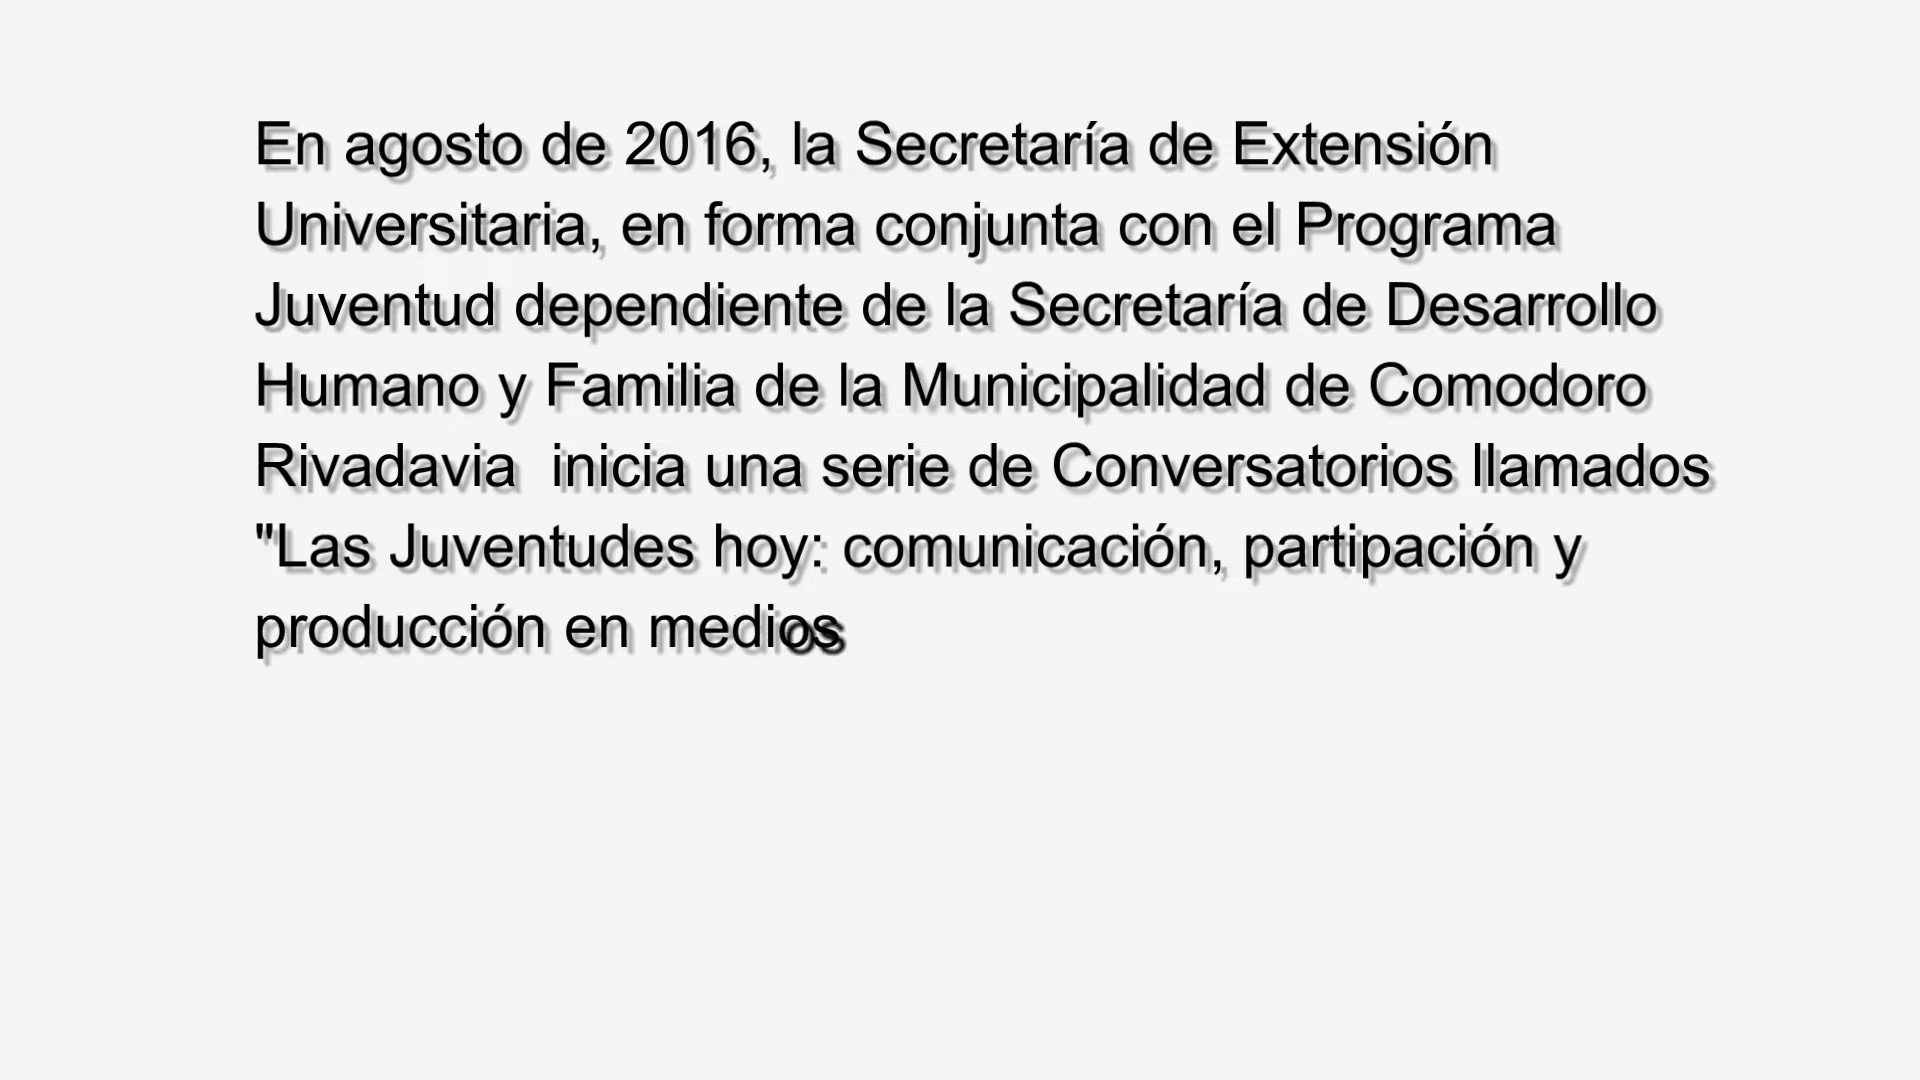 En agosto de 2016, la Secretaría de Extensión
Universitaria, en forma conjunta con el Programa
Juventud dependiente de la Secretaría de Desarrollo
Humano y Familia de la Municipalidad de Comodoro
Rivadavia  inicia una serie de Conversatorios llamados
"Las Juventudes hoy: comunicación, partipación y
producción en medios